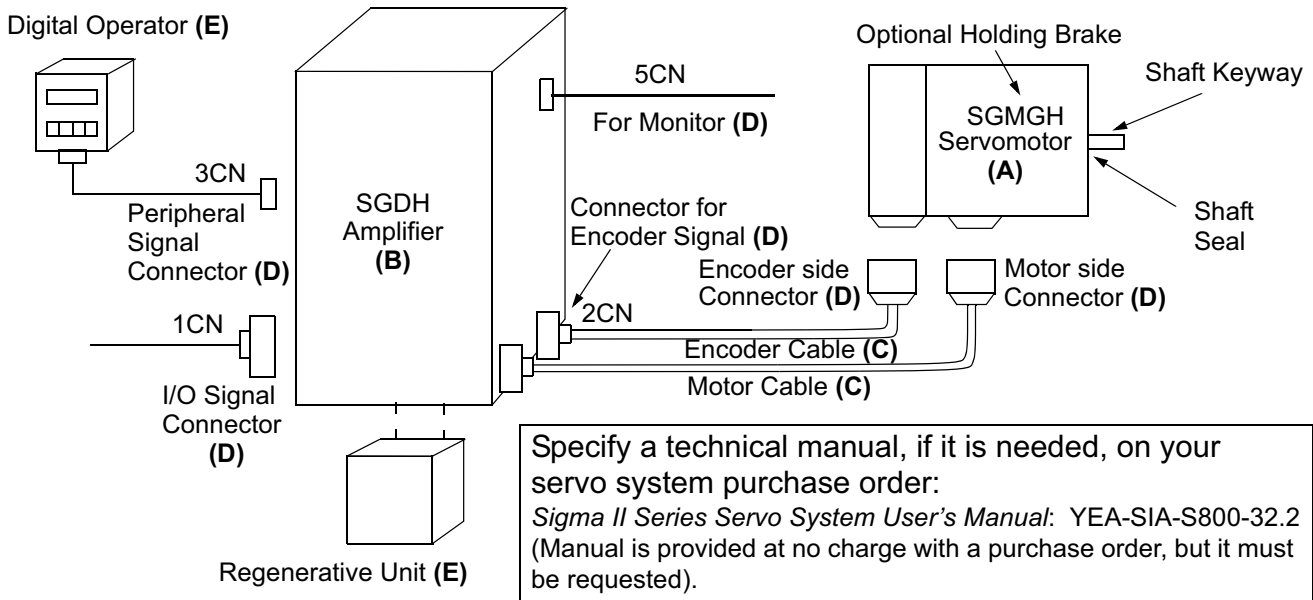 Digital Operator (E)
Optional Holding Brake
5CN
Shaft Keyway
For Monitor (D)
SGMGH
Servomotor
(A)
3CN
Peripheral
Signal
Connector (D)
SGDH
Amplifier
(B)
Connector for
Encoder Signal (D)
Shaft
Seal
Encoder side
Connector (D)
Motor side
Connector (D)
1CN
2CN
Encoder Cable (C)
Motor Cable (C)
I/O Signal
Connector
(D)
Regenerative Unit (E)
Specify a technical manual, if it is needed, on your
servo system purchase order:
Sigma II Series Servo System User's Manual: YEA-SIA-S800-32.2
(Manual is provided at no charge with a purchase order, but it must
be requested).